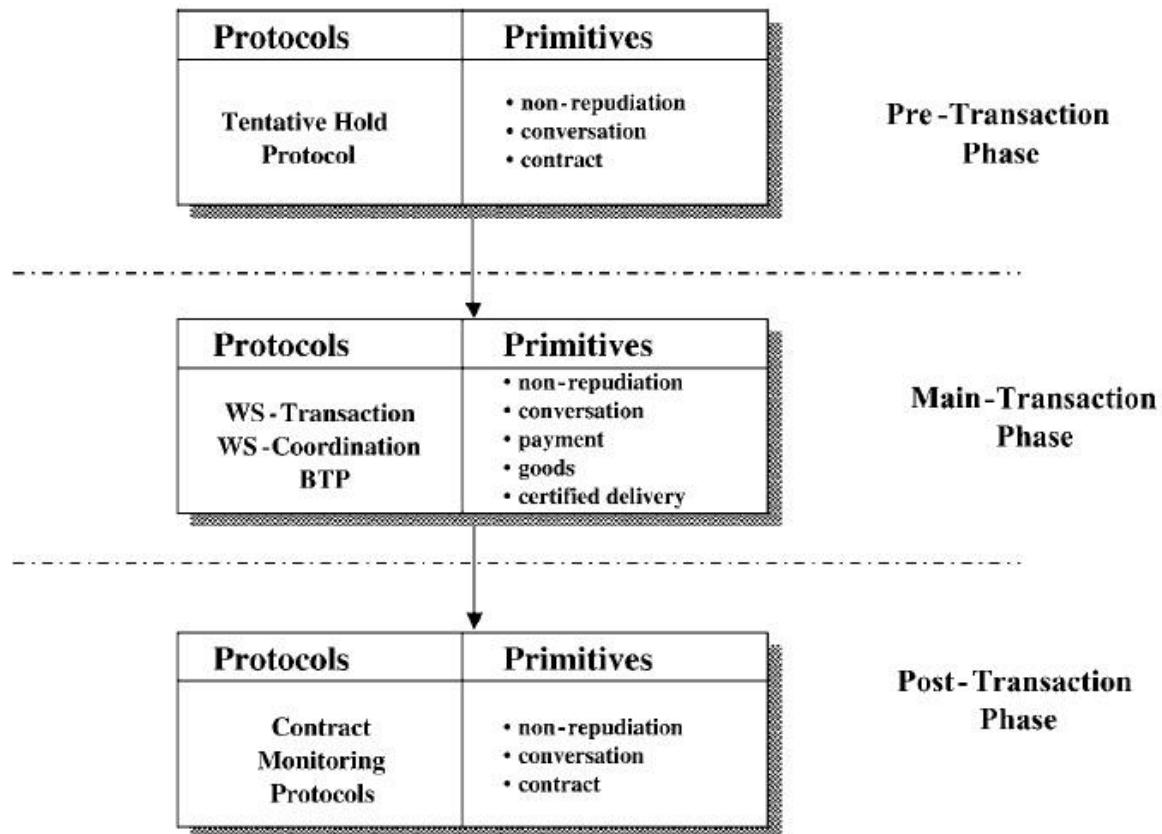 Protocols Primitives
Tentative Hold
Protocol
• non-repudiation
• conversation
• contract
Pre-Transaction
Phase
Protocols Primitives
WS-Transaction
WS-Coordination
BTP
• non-repudiation
• conversation
• payment
• goods
• certified delivery
Main-Transaction
Phase
Protocols Primitives
Contract
Monitoring
Protocols
• non-repudiation
• conversation
• contract
Post-Transaction
Phase